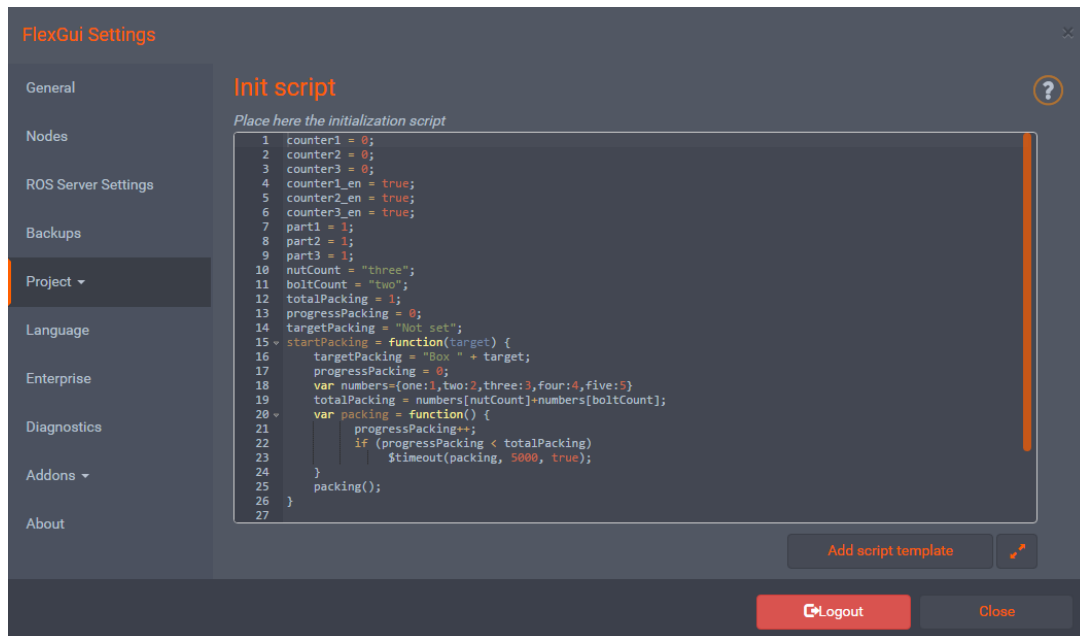 FlexGui Settings
×
General
Nodes
ROS Server Settings
Backups
Project
Language
Enterprise
Diagnostics
Addons
About
Init script
?
Place here the initialization script
1 counter1 = 0;
2 counter2 = 0;
3 counter3 = 0;
4 counter1_en = true;
5 counter2_en = true;
6 counter3_en = true;
7 part1 = 1;
8 part2 = 1;
9 part3 = 1;
10 nutCount = "three";
11 boltCount = "two";
12 totalPacking = 1;
13 progressPacking = 0;
14 targetPacking = "Not set";
15 startPacking = function(target) {
16     targetPacking = "Box " + target;
17     progressPacking = 0;
18     var numbers={one:1,two:2,three:3,four:4,five:5}
19     totalPacking = numbers[nutCount]+numbers[boltCount];
20     var packing = function() {
21           progressPacking++;
22           if (progressPacking < totalPacking)
23                $timeout(packing, 5000, true);
24     }
25     packing();
26 }
27
Add script template
Logout
Close